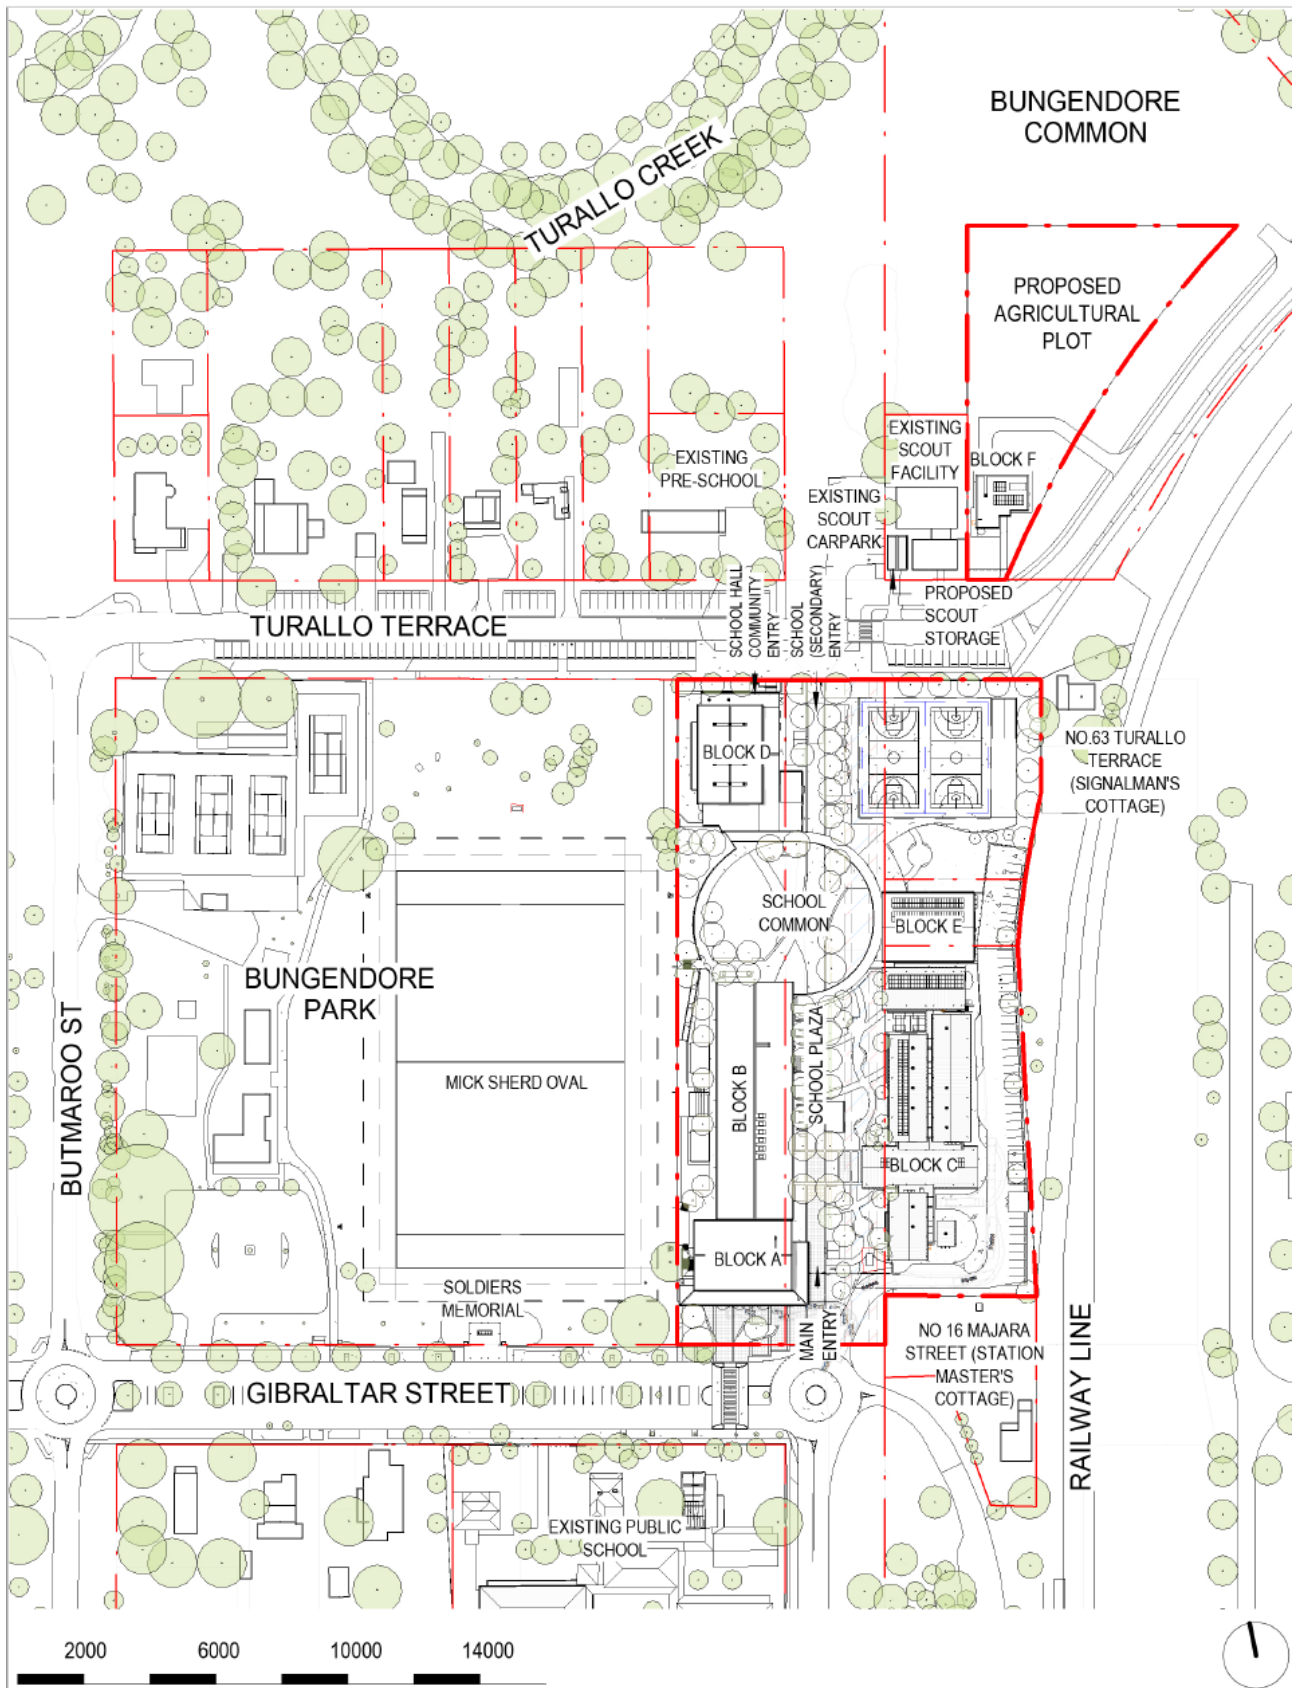 BUNGENDORE
COMMON
TURALLO CREEK
PROPOSED
AGRICULTURAL
PLOT
EXISTING
SCOUT
FACILITY
BLOCK F
EXISTING
PRE-SCHOOL
EXISTING
SCOUT
CARPARK
SCHOOL HALL
COMMUNITY
ENTRY
SCHOOL
(SECONDARY)
ENTRY
PROPOSED
SCOUT
STORAGE
TURALLO TERRACE
BLOCK D
NO.63 TURALLO
TERRACE
(SIGNALMAN'S
COTTAGE)
SCHOOL
COMMON
BLOCK E
BUNGENDORE
PARK
BUTMAROO ST
MICK SHERD OVAL
BLOCK B
SCHOOL PLAZA
BLOCK C
BLOCK A
SOLDIERS
MEMORIAL
MAIN
ENTRY
NO 16 MAJARA
STREET (STATION
MASTER'S
COTTAGE)
RAILWAY LINE
GIBRALTAR STREET
EXISTING PUBLIC
SCHOOL
2000 6000 10000 14000